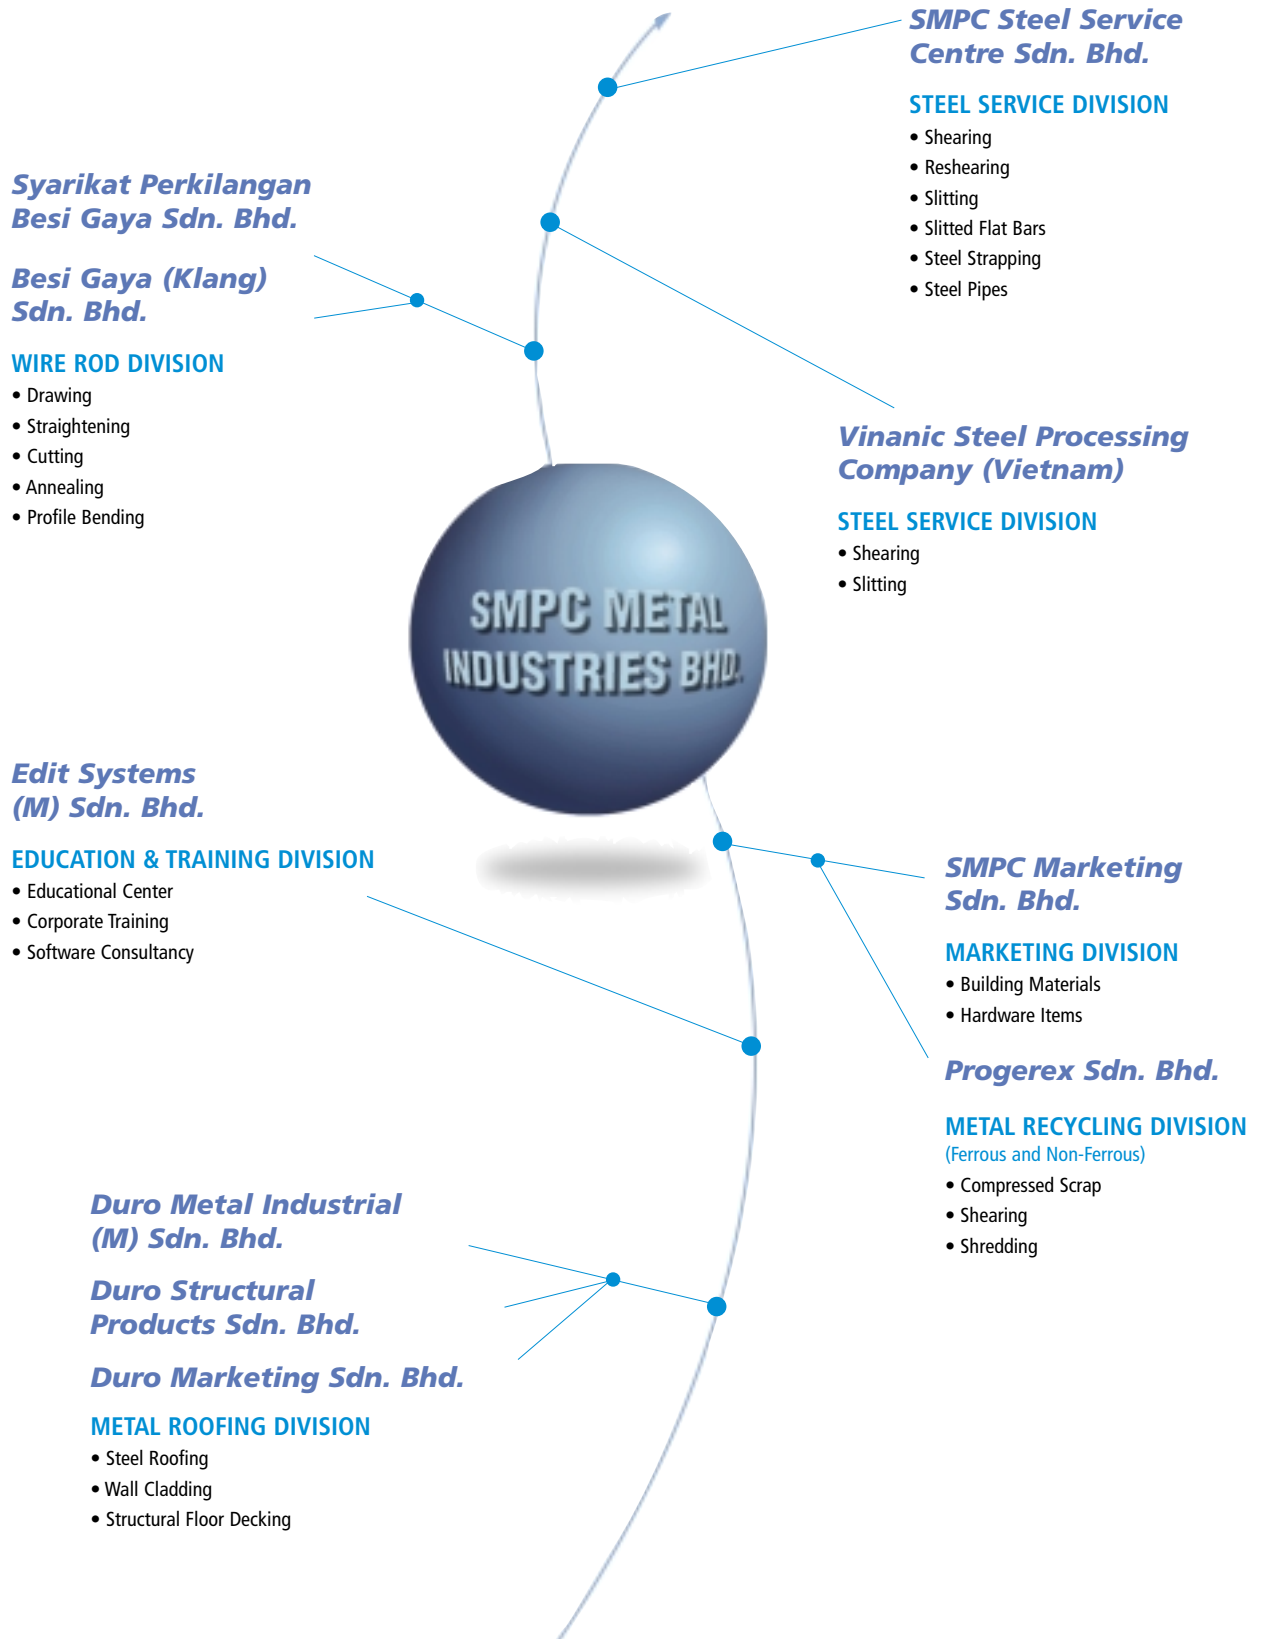 SMPC Steel Service
Centre Sdn. Bhd.
STEEL SERVICE DIVISION
• Shearing
• Reshearing
• Slitting
• Slitted Flat Bars
• Steel Strapping
• Steel Pipes
Syarikat Perkilangan
Besi Gaya Sdn. Bhd.
Besi Gaya (Klang)
Sdn. Bhd.
WIRE ROD DIVISION
• Drawing
• Straightening
• Cutting
• Annealing
• Profile Bending
Vinanic Steel Processing
Company (Vietnam)
STEEL SERVICE DIVISION
• Shearing
• Slitting
SMPC METAL
INDUSTRIES BHD.
Edit Systems
(M) Sdn. Bhd.
EDUCATION & TRAINING DIVISION
• Educational Center
• Corporate Training
• Software Consultancy
SMPC Marketing
Sdn. Bhd.
MARKETING DIVISION
• Building Materials
• Hardware Items
Progerex Sdn. Bhd.
METAL RECYCLING DIVISION
(Ferrous and Non-Ferrous)
• Compressed Scrap
• Shearing
• Shredding
Duro Metal Industrial
(M) Sdn. Bhd.
Duro Structural
Products Sdn. Bhd.
Duro Marketing Sdn. Bhd.
METAL ROOFING DIVISION
• Steel Roofing
• Wall Cladding
• Structural Floor Decking